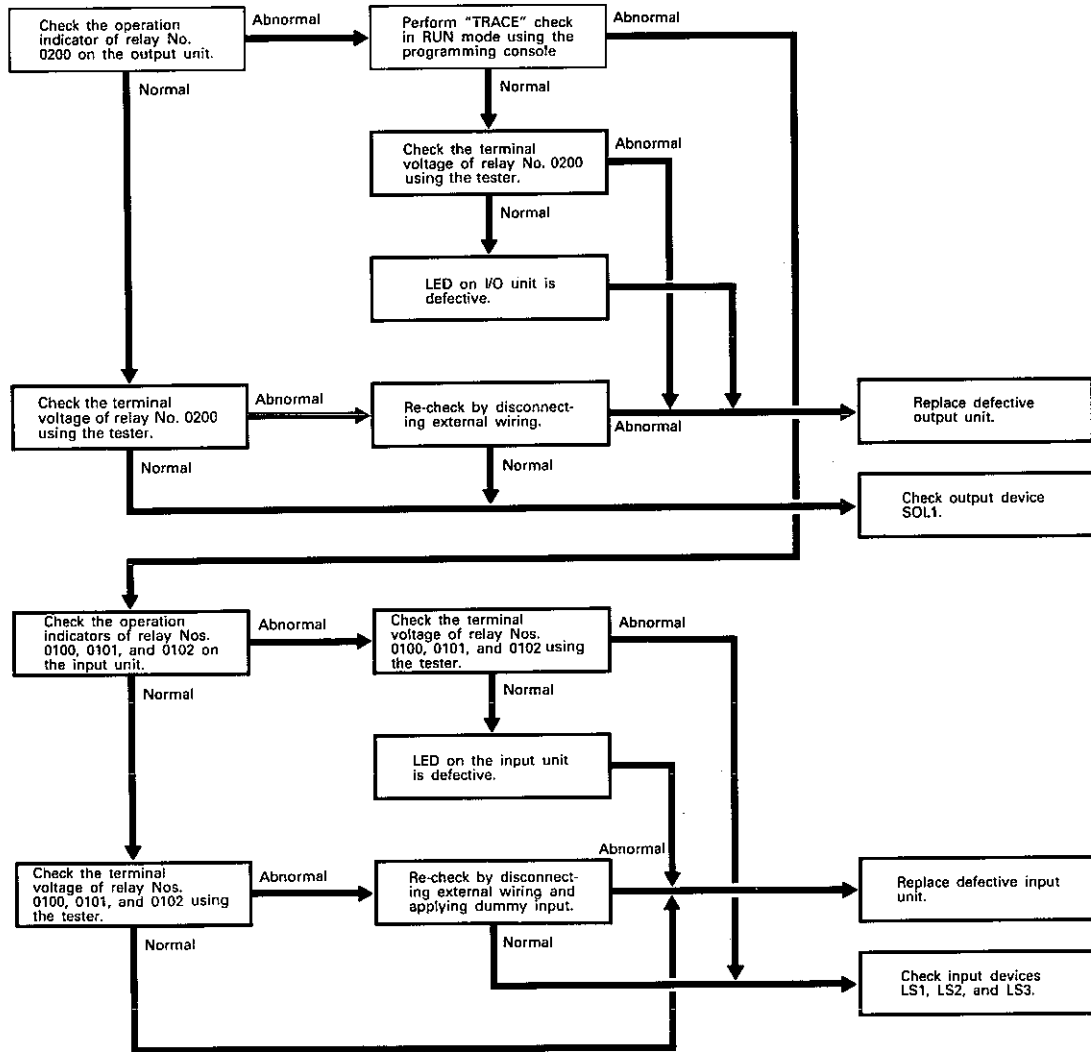 Check the operation
indicator of relay No.
0200 on the output unit.
Abnormal
Perform "TRACE" check
in RUN mode using the
programming console
Abnormal
Normal
Normal
Check the terminal
voltage of relay No. 0200
using the tester.
Abnormal
Normal
LED on I/O unit is
defective.
Check the terminal
voltage of relay No. 0200
using the tester.
Abnormal
Re-check by disconnect-
ing external wiring.
Abnormal
Replace defective
output unit.
Normal
Normal
Check output device
SOL1.
Check the operation
indicators of relay Nos.
0100, 0101, and 0102 on
the input unit.
Abnormal
Check the terminal
voltage of relay Nos.
0100, 0101, and 0102 using
the tester.
Abnormal
Normal
Normal
LED on the input unit
is defective.
Check the terminal
voltage of relay Nos.
0100, 0101, and 0102 using
the tester.
Abnormal
Re-check by disconnect-
ing external wiring and
applying dummy input.
Abnormal
Replace defective input
unit.
Normal
Normal
Check input devices
LS1, LS2, and LS3.